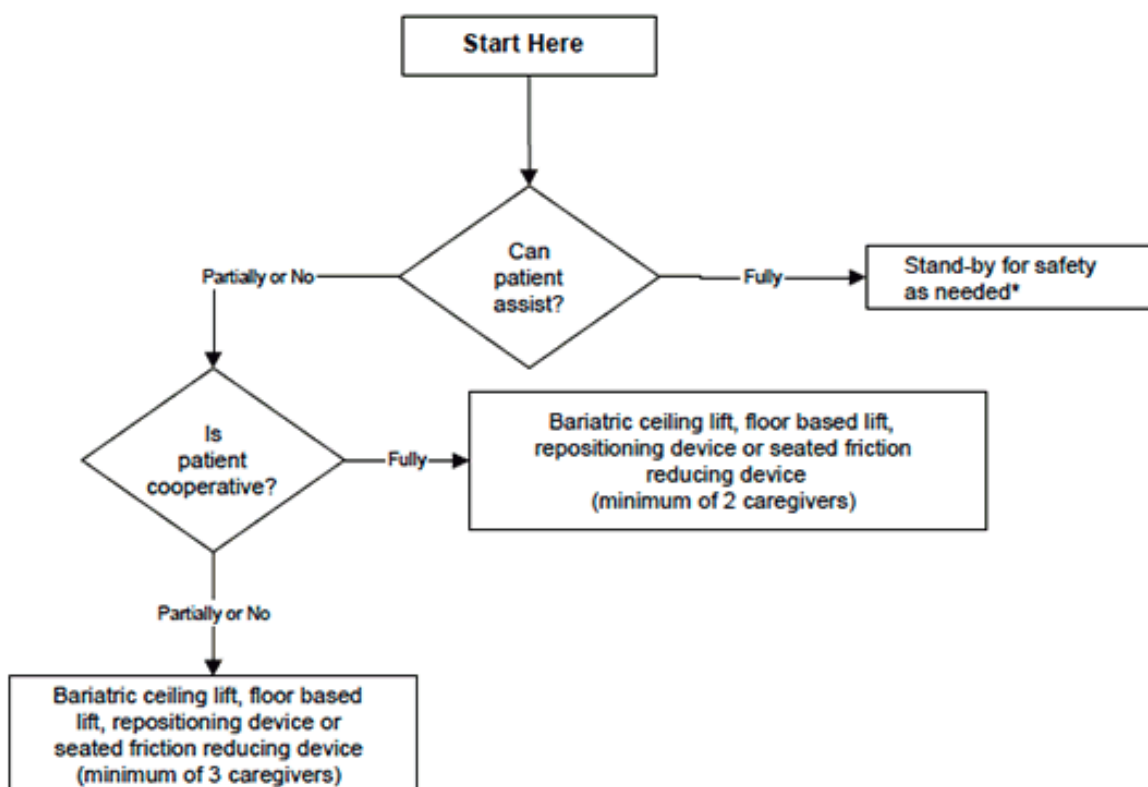 Start Here
Can
patient
assist?
Partially or No
Fully
Stand-by for safety
as needed*
Is
patient
cooperative?
Fully
Bariatric ceiling lift, floor based lift,
repositioning device or seated friction
reducing device
(minimum of 2 caregivers)
Partially or No
Bariatric ceiling lift, floor based
lift, repositioning device or
seated friction reducing device
(minimum of 3 caregivers)